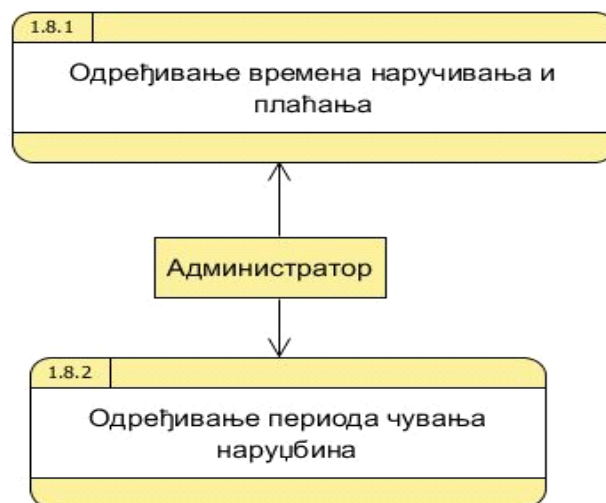 1.8.1
Одређивање времена наручивања и
плаћања
Администратор
1.8.2
Одређивање периода чувања
наруџбина